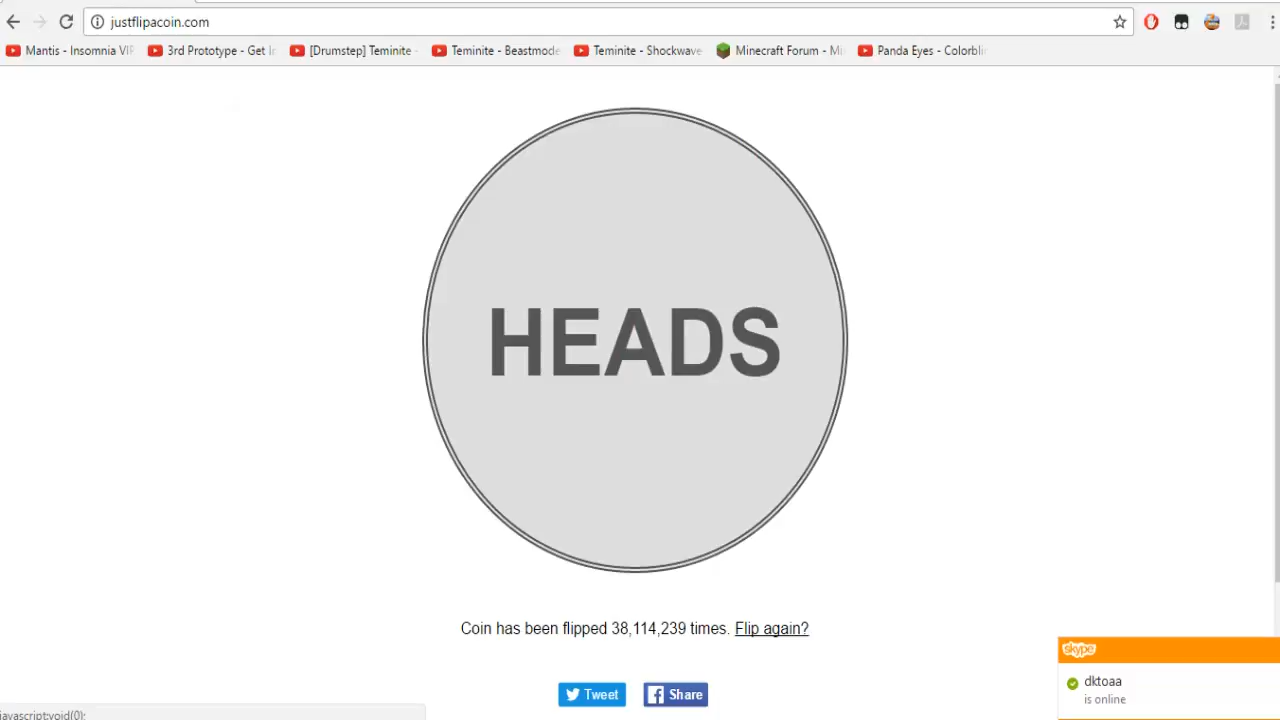 justflipacoin.com
Mantis - Insomnia VIP
3rd Prototype - Get I
[Drumstep] Teminite -
Teminite - Beastmode
Teminite - Shockwave
Minecraft Forum - Mi
Panda Eyes - Colorbli
HEADS
Coin has been flipped 38,114,239 times. Flip again?
Tweet
Share
skype
dktoaa
is online
javascript:void(0);